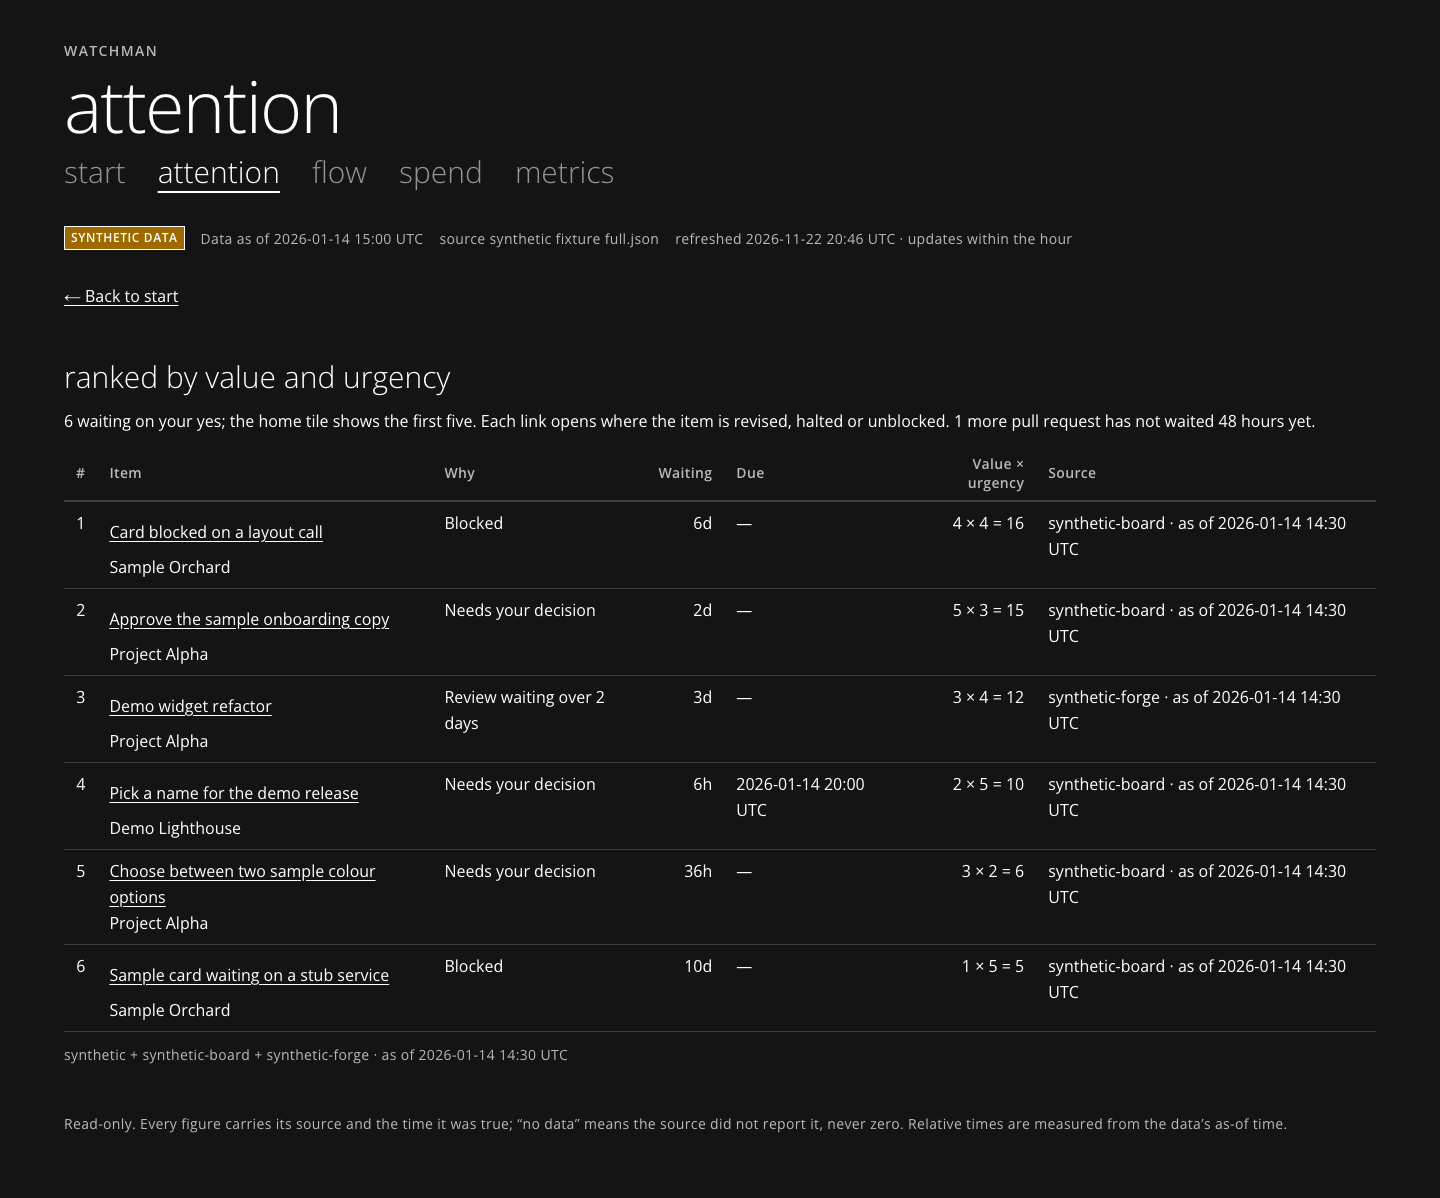 WATCHMAN
attention
start attention flow spend metrics
SYNTHETIC DATA Data as of 2026-01-14 15:00 UTC source synthetic fixture full.json refreshed 2026-11-22 20:46 UTC · updates within the hour
← Back to start
ranked by value and urgency
6 waiting on your yes; the home tile shows the first five. Each link opens where the item is revised, halted or unblocked. 1 more pull request has not waited 48 hours yet.
# Item Why Waiting Due Value × urgency Source
1 Card blocked on a layout call Blocked 6d — 4 × 4 = 16 synthetic-board · as of 2026-01-14 14:30 UTC
Sample Orchard
2 Approve the sample onboarding copy Needs your decision 2d — 5 × 3 = 15 synthetic-board · as of 2026-01-14 14:30 UTC
Project Alpha
3 Demo widget refactor Review waiting over 2 days 3d — 3 × 4 = 12 synthetic-forge · as of 2026-01-14 14:30 UTC
Project Alpha
4 Pick a name for the demo release Needs your decision 6h 2026-01-14 20:00 UTC 2 × 5 = 10 synthetic-board · as of 2026-01-14 14:30 UTC
Demo Lighthouse
5 Choose between two sample colour options Needs your decision 36h — 3 × 2 = 6 synthetic-board · as of 2026-01-14 14:30 UTC
Project Alpha
6 Sample card waiting on a stub service Blocked 10d — 1 × 5 = 5 synthetic-board · as of 2026-01-14 14:30 UTC
Sample Orchard
synthetic + synthetic-board + synthetic-forge · as of 2026-01-14 14:30 UTC
Read-only. Every figure carries its source and the time it was true; “no data” means the source did not report it, never zero. Relative times are measured from the data’s as-of time.